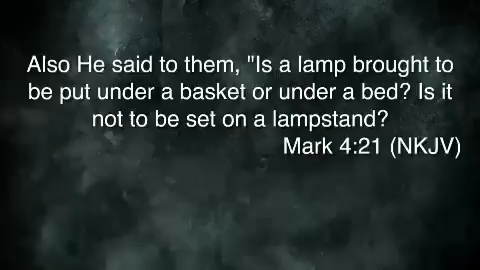 Also He said to them, "Is a lamp brought to
be put under a basket or under a bed? Is it
not to be set on a lampstand?
Mark 4:21 (NKJV)